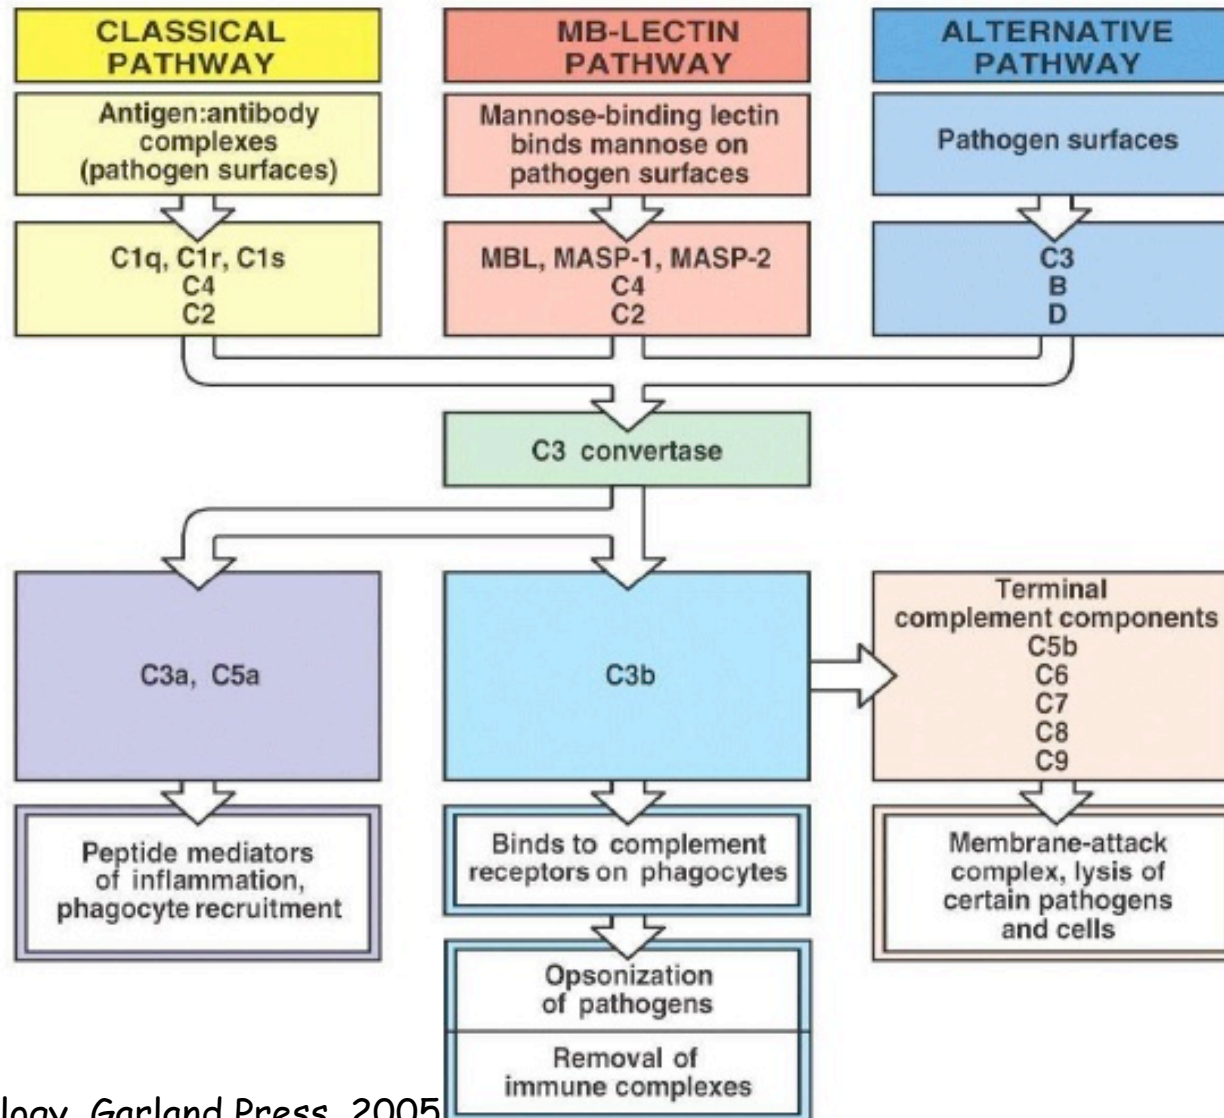 CLASSICAL
PATHWAY
MB-LECTIN
PATHWAY
ALTERNATIVE
PATHWAY
Antigen:antibody
complexes
(pathogen surfaces)
Mannose-binding lectin
binds mannose on
pathogen surfaces
Pathogen surfaces
C1q, C1r, C1s
C4
C2
MBL, MASP-1, MASP-2
C4
C2
C3
B
D
C3 convertase
C3a, C5a
C3b
Terminal
complement components
C5b
C6
C7
C8
C9
Peptide mediators
of inflammation,
phagocyte recruitment
Binds to complement
receptors on phagocytes
Membrane-attack
complex, lysis of
certain pathogens
and cells
Opsonization
of pathogens
Removal of
immune complexes
logy, Garland Press, 2005